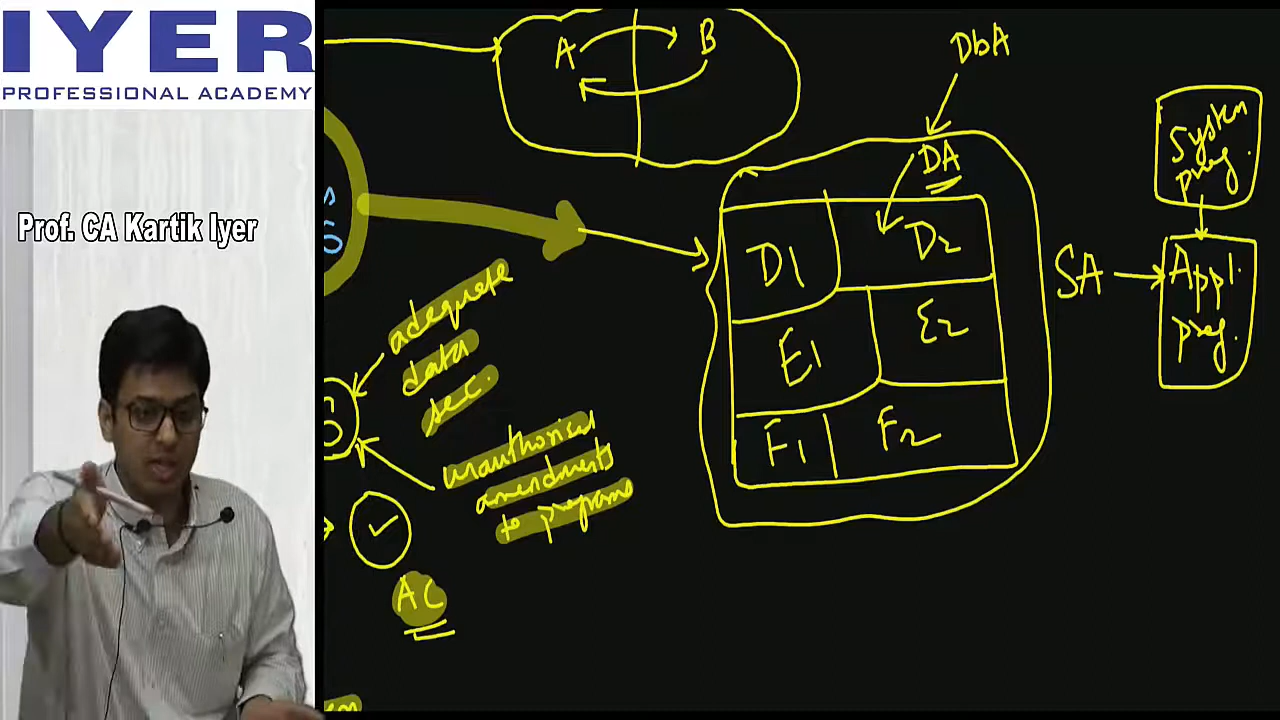 IYER
PROFESSIONAL ACADEMY
Prof. CA Kartik Iyer
A B
DbA
DA
D1 D2
E1 E2
F1 F2
System
prog.
SA
Appl.
prog.
adequate
data
sec.
unauthorised
amendments
to programs
AC